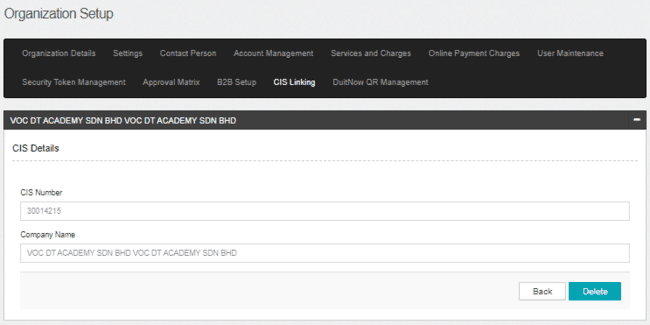 Organization Setup
Organization Details Settings Contact Person Account Management Services and Charges Online Payment Charges User Maintenance
Security Token Management Approval Matrix B2B Setup CIS Linking DuitNow QR Management
VOC DT ACADEMY SDN BHD VOC DT ACADEMY SDN BHD
CIS Details
CIS Number
30014215
Company Name
VOC DT ACADEMY SDN BHD VOC DT ACADEMY SDN BHD
Back Delete